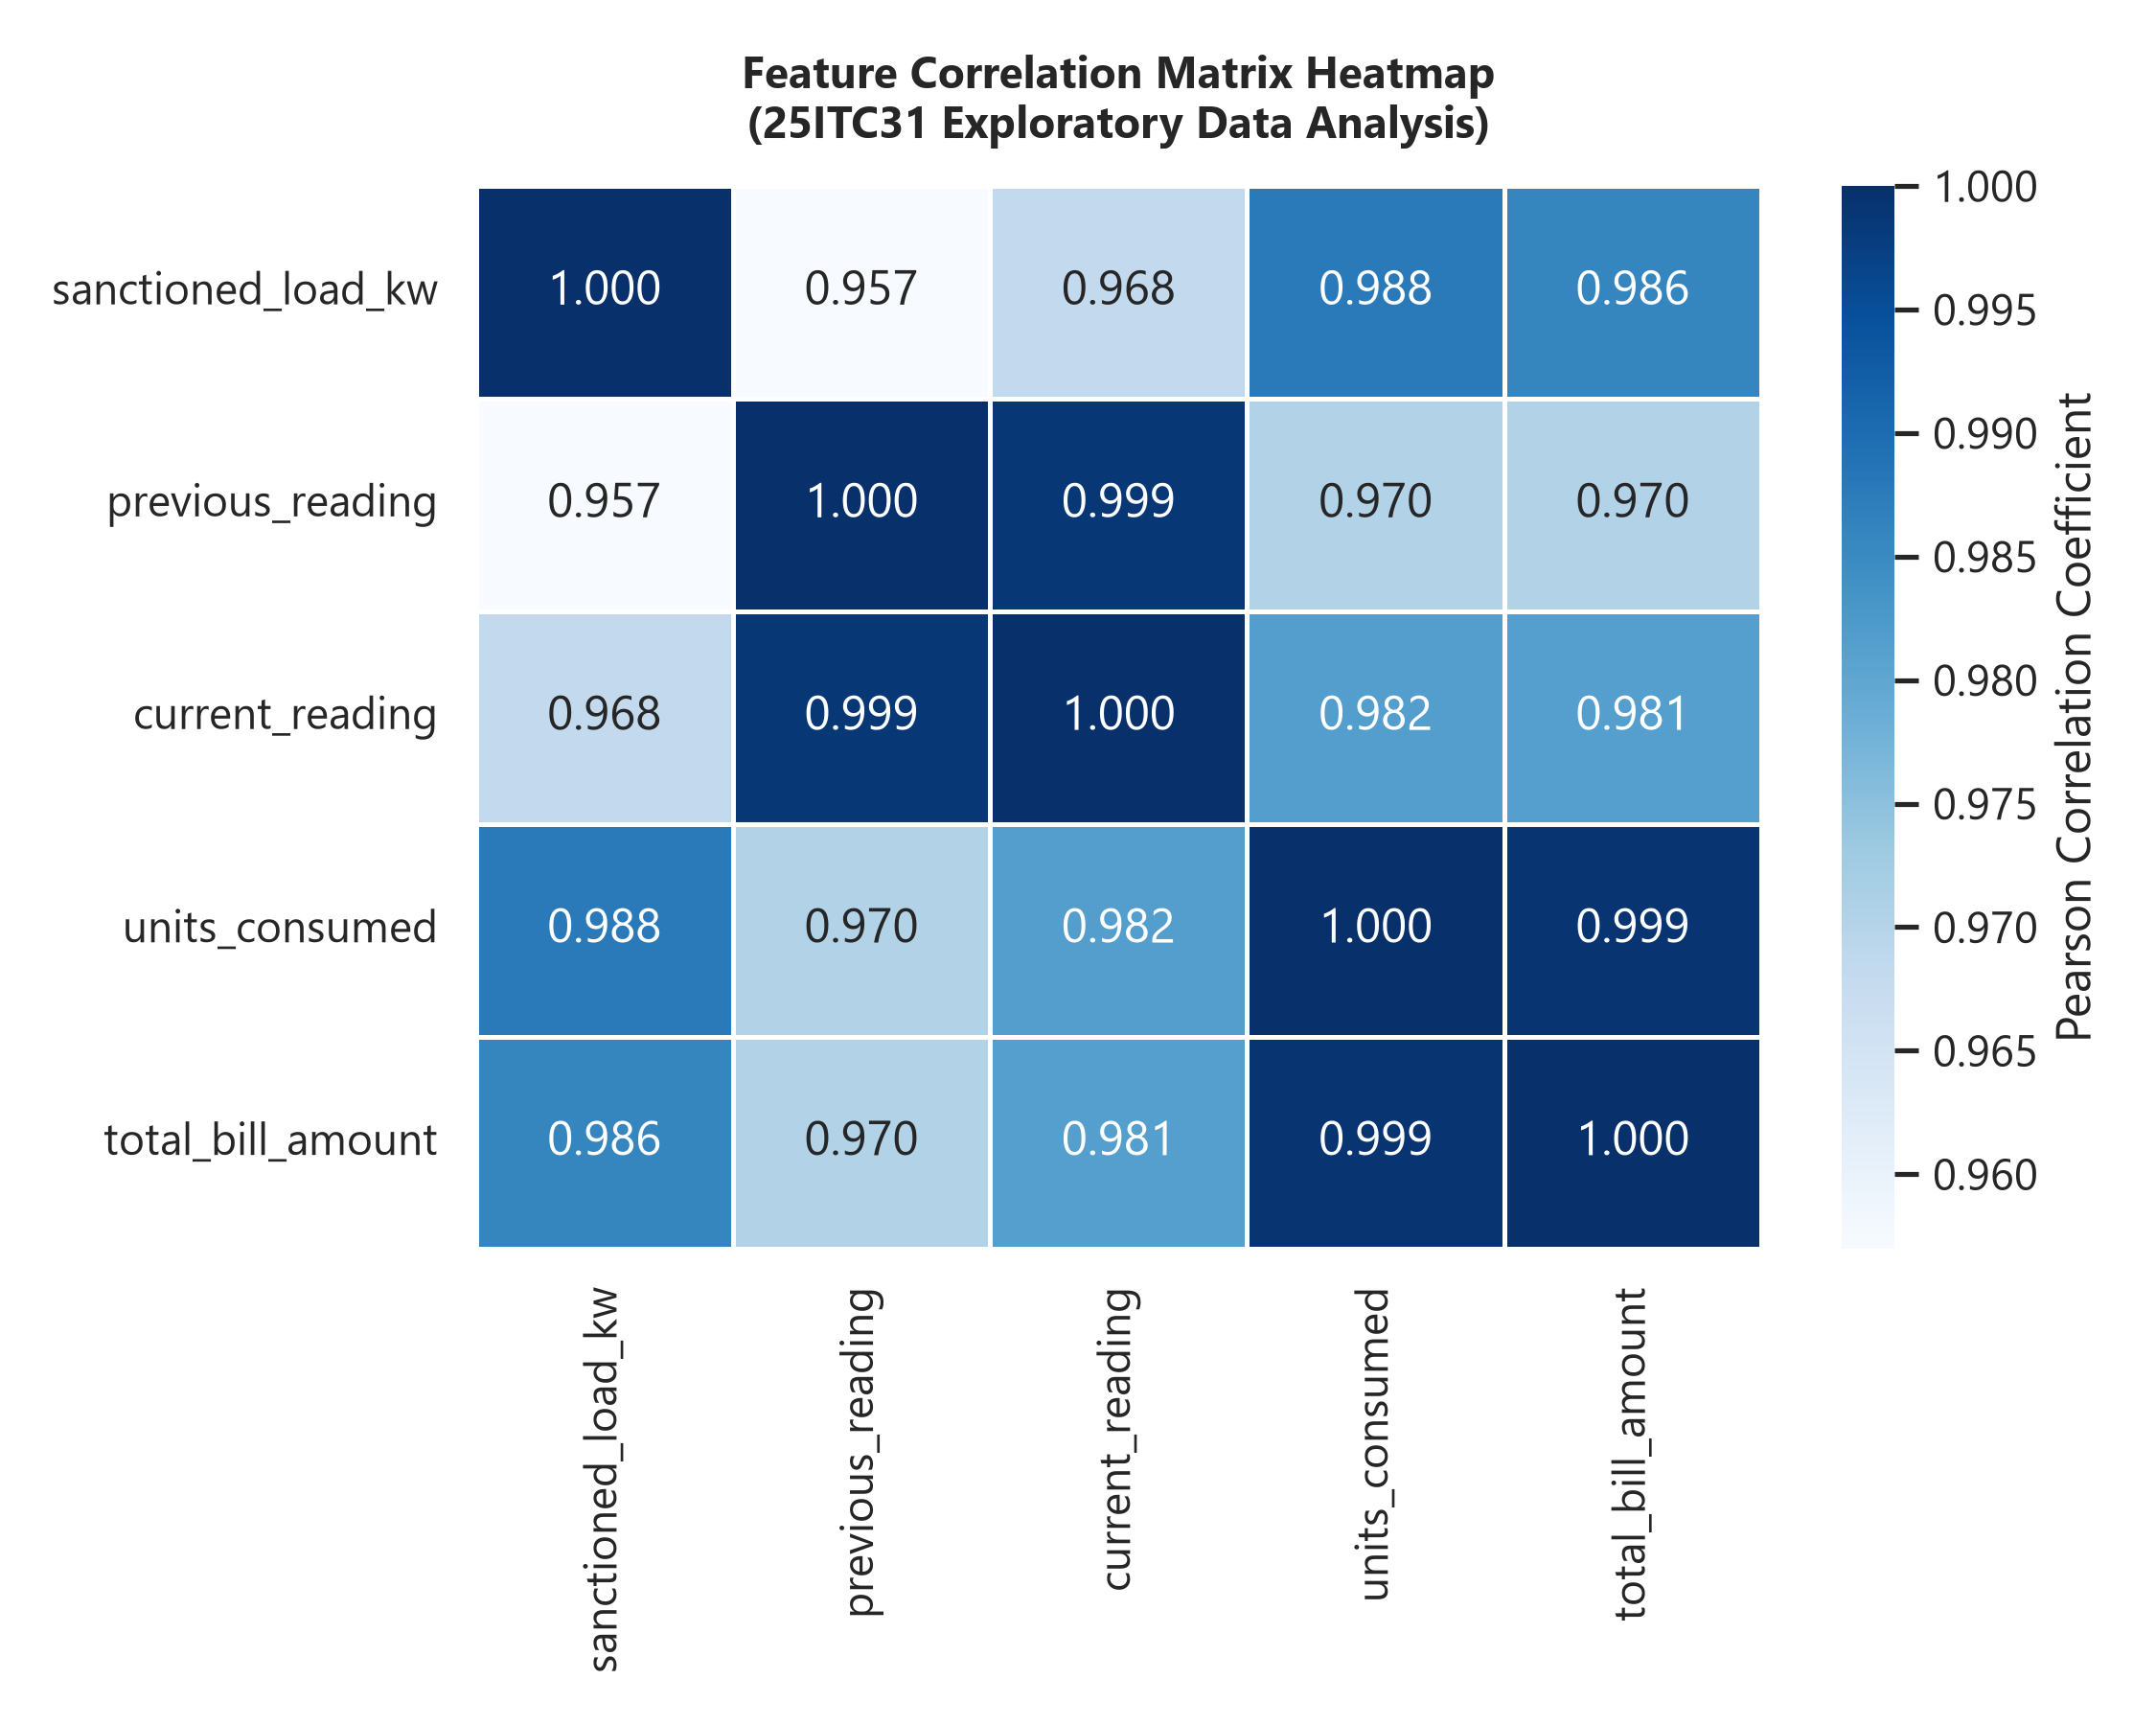 Feature Correlation Matrix Heatmap
(25ITC31 Exploratory Data Analysis)
sanctioned_load_kw 1.000 0.957 0.968 0.988 0.986
previous_reading 0.957 1.000 0.999 0.970 0.970
current_reading 0.968 0.999 1.000 0.982 0.981
units_consumed 0.988 0.970 0.982 1.000 0.999
total_bill_amount 0.986 0.970 0.981 0.999 1.000
sanctioned_load_kw
previous_reading
current_reading
units_consumed
total_bill_amount
1.000
0.995
0.990
0.985
0.980
0.975
0.970
0.965
0.960
Pearson Correlation Coefficient